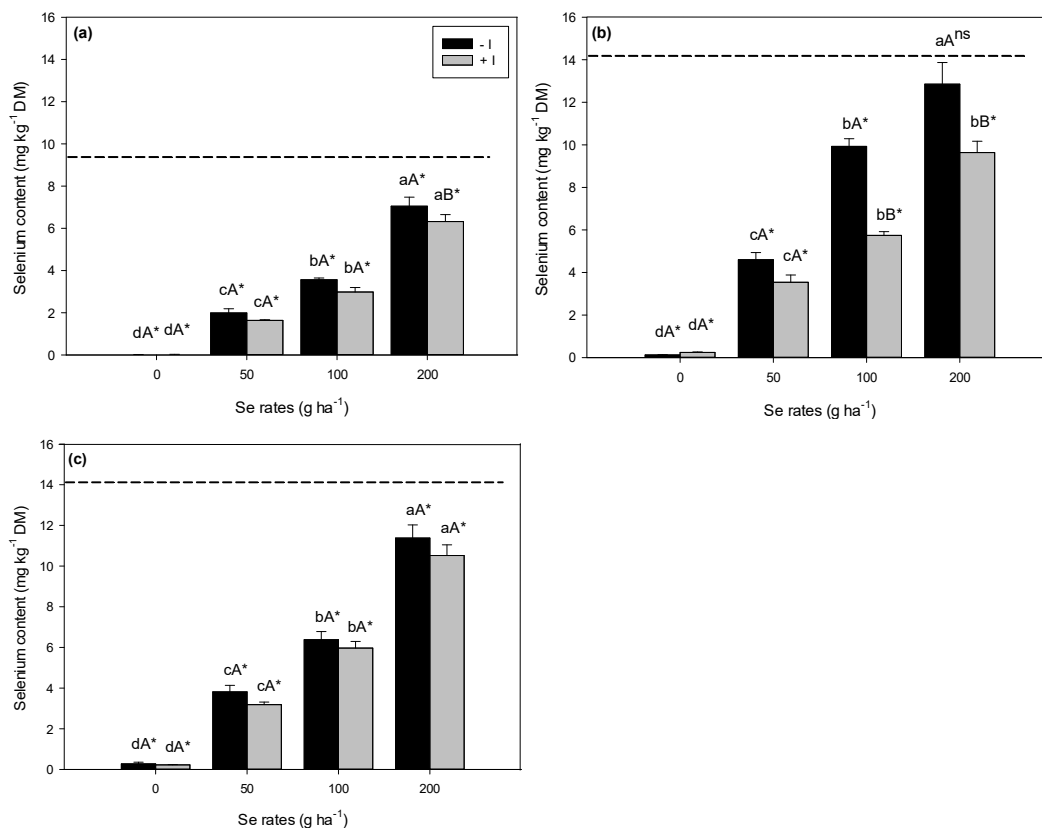 (a)
- I
+ I
Selenium content (mg kg⁻¹ DM)
16
14
12
10
8
6
4
2
0
dA* dA*
cA* cA*
bA* bA*
aA* aB*
0 50 100 200
Se rates (g ha⁻¹)
(b)
Selenium content (mg kg⁻¹ DM)
16
14
12
10
8
6
4
2
0
dA* dA*
cA* cA*
bA* bB*
aAⁿˢ bB*
0 50 100 200
Se rates (g ha⁻¹)
(c)
Selenium content (mg kg⁻¹ DM)
16
14
12
10
8
6
4
2
0
dA* dA*
cA* cA*
bA* bA*
aA* aA*
0 50 100 200
Se rates (g ha⁻¹)